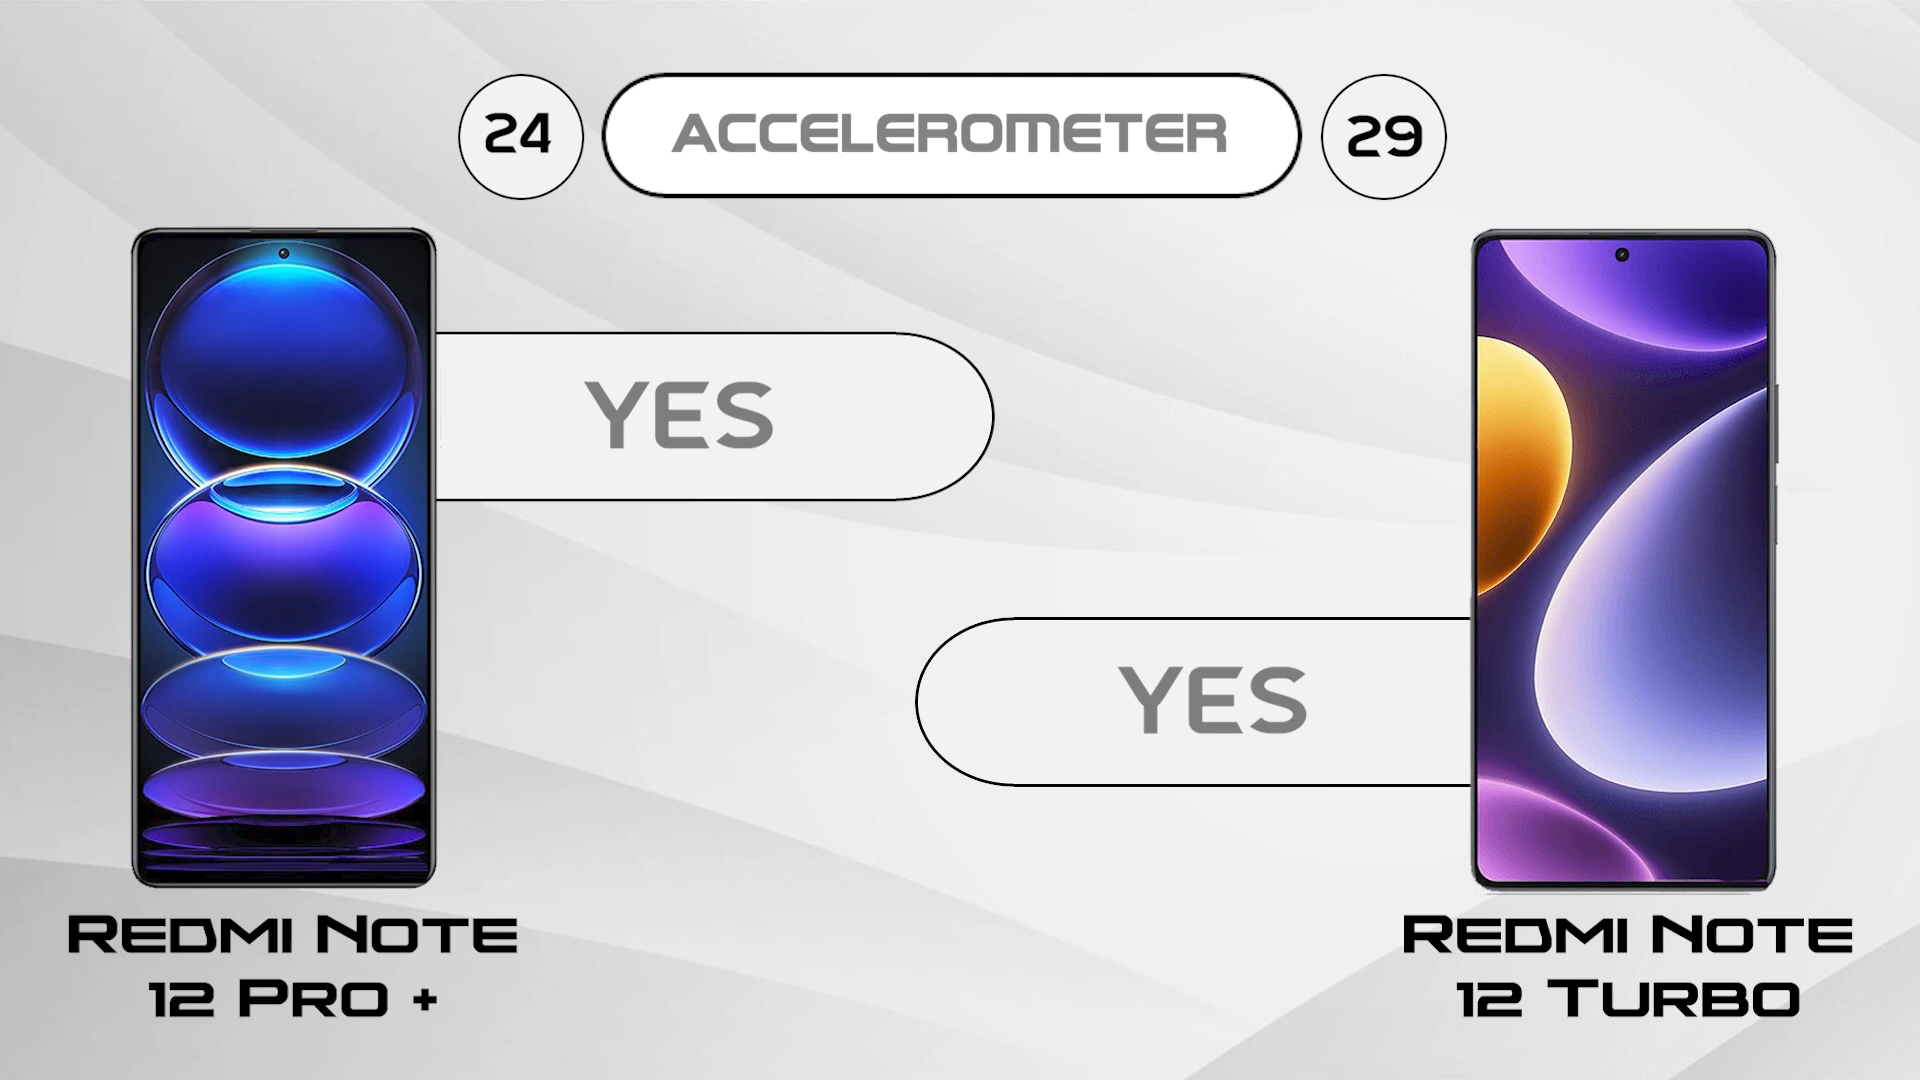 24
ACCELEROMETER
29
YES
YES
REDMI NOTE
12 PRO +
REDMI NOTE
12 TURBO